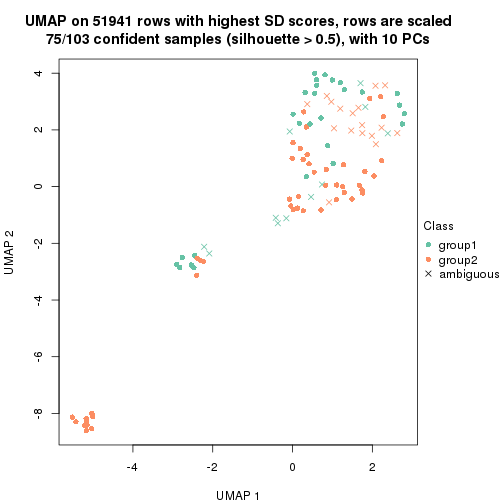 UMAP on 51941 rows with highest SD scores, rows are scaled
75/103 confident samples (silhouette > 0.5), with 10 PCs
4
2
0
-2
-4
-6
-8
UMAP 2
Class
group1
group2
ambiguous
-4
-2
0
2
UMAP 1